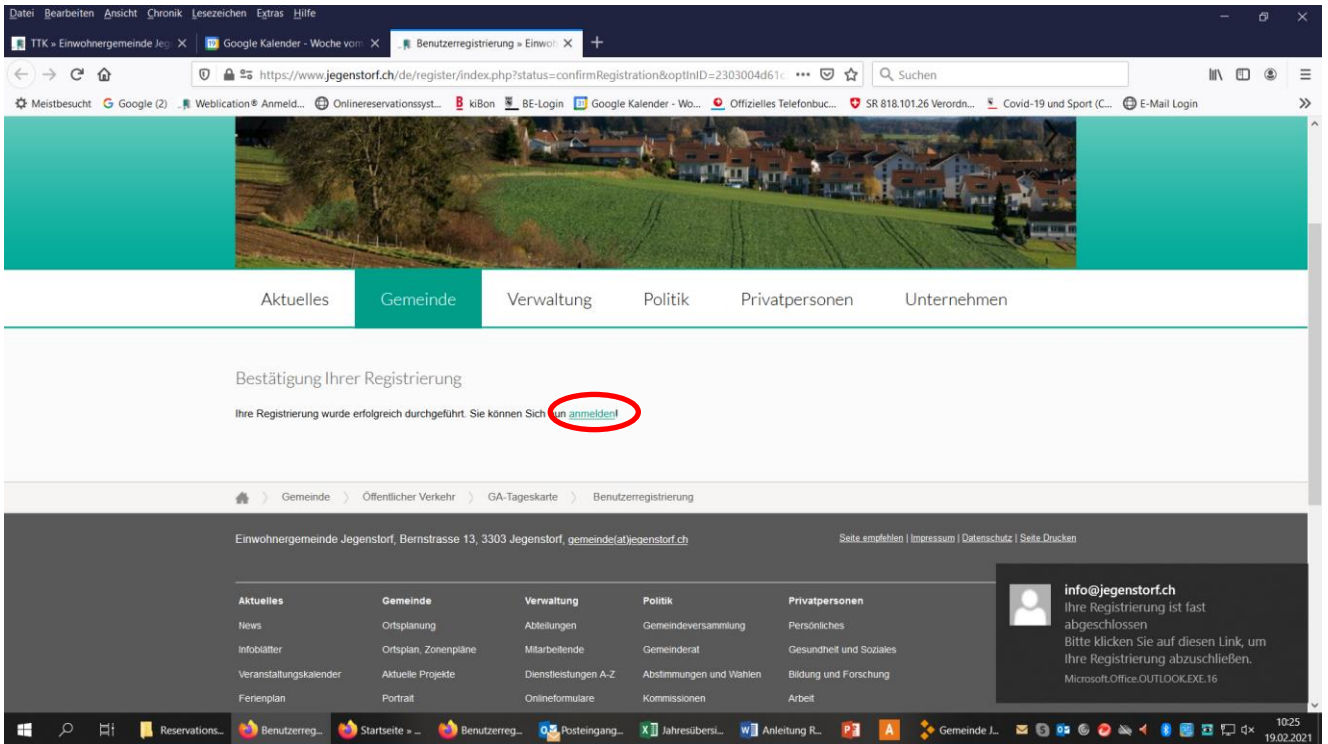 Datei Bearbeiten Ansicht Chronik Lesezeichen Extras Hilfe
TTK » Einwohnergemeinde Jeg
Google Kalender - Woche vom
Benutzerregistrierung » Einwoh
https://www.jegenstorf.ch/de/register/index.php?status=confirmRegistration&optInID=2303004d61
Suchen
Meistbesucht
Google (2)
Weblication® Anmeld...
Onlinereservationssyst...
kiBon
BE-Login
Google Kalender - Wo...
Offizielles Telefonbuc...
SR 818.101.26 Verordn...
Covid-19 und Sport (C...
E-Mail Login
Aktuelles Gemeinde Verwaltung Politik Privatpersonen Unternehmen
Bestätigung Ihrer Registrierung
Ihre Registrierung wurde erfolgreich durchgeführt. Sie können Sich nun anmelden!
Gemeinde Öffentlicher Verkehr GA-Tageskarte Benutzerregistrierung
Einwohnergemeinde Jegenstorf, Bernstrasse 13, 3303 Jegenstorf, gemeinde(at)jegenstorf.ch
Seite empfehlen | Impressum | Datenschutz | Seite Drucken
Aktuelles Gemeinde Verwaltung Politik Privatpersonen
News Ortsplanung Abteilungen Gemeindeversammlung Persönliches
Infoblätter Ortsplan, Zonenpläne Mitarbeitende Gemeinderat Gesundheit und Soziales
Veranstaltungskalender Aktuelle Projekte Dienstleistungen A-Z Abstimmungen und Wahlen Bildung und Forschung
Ferienplan Portrait Onlineformulare Kommissionen Arbeit
info@jegenstorf.ch
Ihre Registrierung ist fast
abgeschlossen
Bitte klicken Sie auf diesen Link, um
Ihre Registrierung abzuschließen.
Microsoft.Office.OUTLOOK.EXE.16
Reservations...
Benutzerreg...
Startseite » ...
Benutzerreg...
Posteingang...
Jahresübersi...
Anleitung R...
Gemeinde J...
10:25
19.02.2021